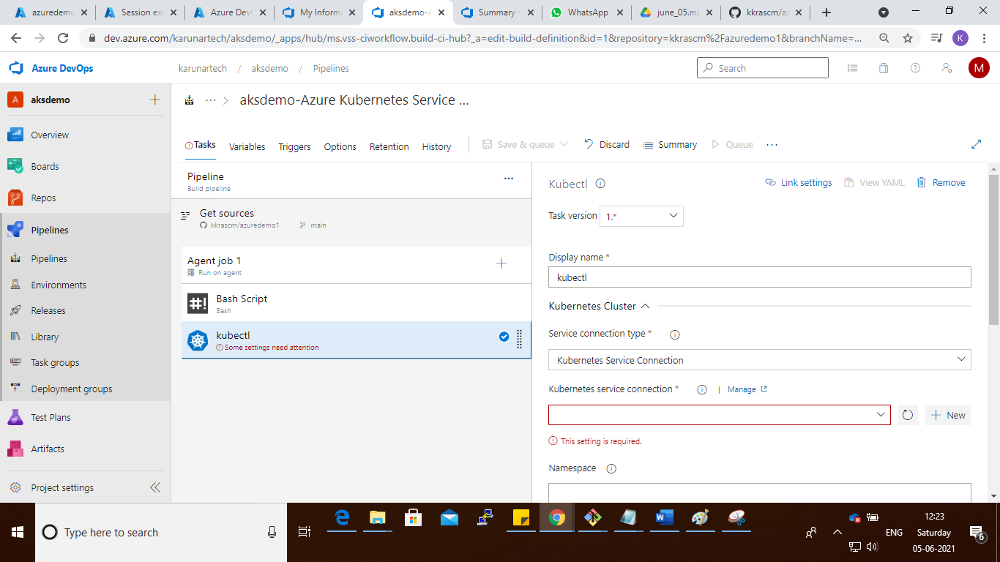 azuredemo
Session exp
Azure DevO
My Informa
aksdemo-A
Summary -
WhatsApp
june_05.mp
kkrascm/az
dev.azure.com/karunartech/aksdemo/_apps/hub/ms.vss-ciworkflow.build-ci-hub?_a=edit-build-definition&id=1&repository=kkrascm%2Fazuredemo1&branchName=...
K
Azure DevOps
karunartech / aksdemo / Pipelines
Search
M
A aksdemo
aksdemo-Azure Kubernetes Service ...
Overview
Boards
Repos
Pipelines
Pipelines
Environments
Releases
Library
Task groups
Deployment groups
Test Plans
Artifacts
Project settings
Tasks Variables Triggers Options Retention History
Save & queue Discard Summary Queue ...
Pipeline
Build pipeline
Get sources
kkrascm/azuredemo1 main
Agent job 1
Run on agent
#! Bash Script
Bash
kubectl
Some settings need attention
Kubectl
Link settings View YAML Remove
Task version 1.*
Display name *
kubectl
Kubernetes Cluster
Service connection type *
Kubernetes Service Connection
Kubernetes service connection * | Manage
New
This setting is required.
Namespace
Type here to search
ENG
12:23
Saturday
05-06-2021
6